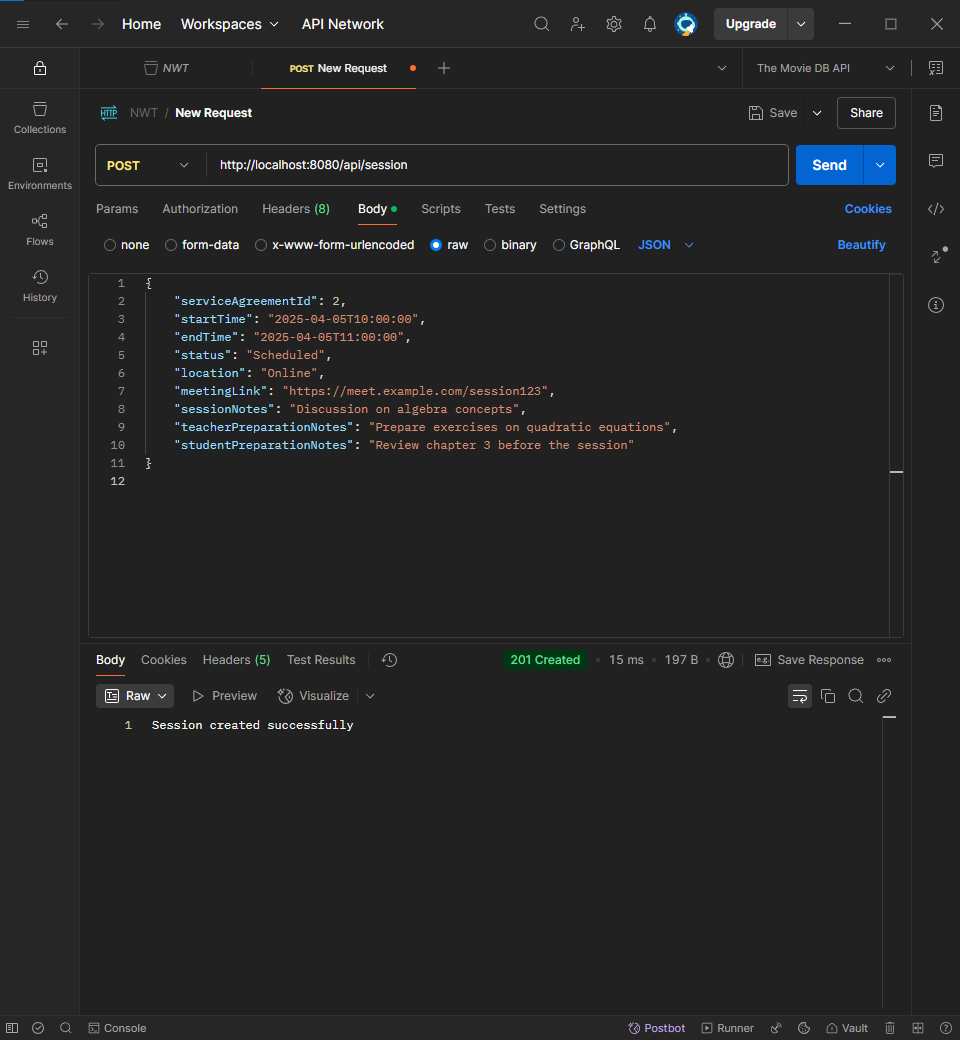 Home Workspaces API Network Upgrade
NWT POST New Request The Movie DB API
HTTP NWT / New Request Save Share
POST http://localhost:8080/api/session Send
Params Authorization Headers (8) Body Scripts Tests Settings Cookies
none form-data x-www-form-urlencoded raw binary GraphQL JSON Beautify
Collections
Environments
Flows
History
1 {
2 "serviceAgreementId": 2,
3 "startTime": "2025-04-05T10:00:00",
4 "endTime": "2025-04-05T11:00:00",
5 "status": "Scheduled",
6 "location": "Online",
7 "meetingLink": "https://meet.example.com/session123",
8 "sessionNotes": "Discussion on algebra concepts",
9 "teacherPreparationNotes": "Prepare exercises on quadratic equations",
10 "studentPreparationNotes": "Review chapter 3 before the session"
11 }
12
Body Cookies Headers (5) Test Results 201 Created 15 ms 197 B e.g. Save Response
Raw Preview Visualize
1 Session created successfully
Console Postbot Runner Vault